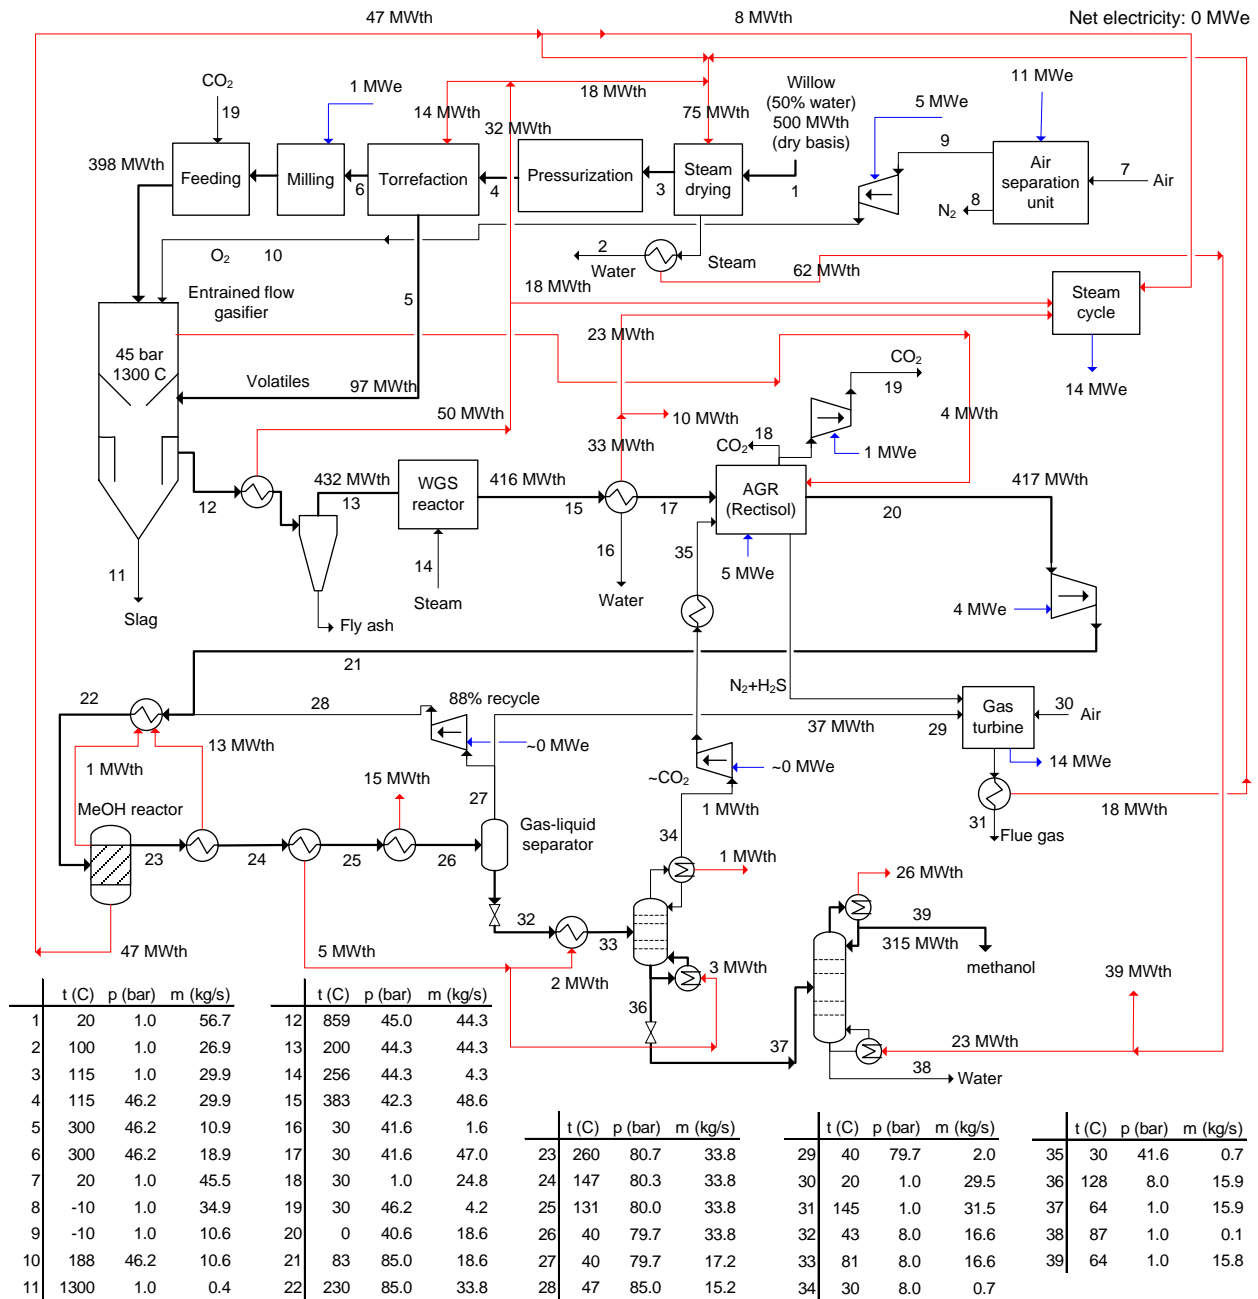 47 MWth
8 MWth
Net electricity: 0 MWe
CO2
19
1 MWe
14 MWth
18 MWth
32 MWth
75 MWth
Willow
(50% water)
500 MWth
(dry basis)
5 MWe
11 MWe
398 MWth
Feeding
Milling
6
Torrefaction
4
Pressurization
3
Steam
drying
1
9
Air
separation
unit
7
Air
N2
8
O2
10
2
Water
Steam
62 MWth
Entrained flow
gasifier
5
18 MWth
23 MWth
Steam
cycle
14 MWe
45 bar
1300 C
Volatiles
97 MWth
CO2
19
50 MWth
10 MWth
33 MWth
CO2
18
1 MWe
4 MWth
12
432 MWth
13
WGS
reactor
416 MWth
15
17
AGR
(Rectisol)
417 MWth
20
11
Slag
Fly ash
14
Steam
16
Water
35
5 MWe
4 MWe
21
22
28
88% recycle
N2+H2S
37 MWth
29
Gas
turbine
30
Air
13 MWth
1 MWth
~0 MWe
~CO2
~0 MWe
14 MWe
15 MWth
1 MWth
18 MWth
MeOH reactor
27
Gas-liquid
separator
34
31
Flue gas
23
24
25
26
1 MWth
26 MWth
32
33
39
315 MWth
methanol
47 MWth
5 MWth
2 MWth
3 MWth
39 MWth
36
37
23 MWth
38
Water
t (C) p (bar) m (kg/s)
1 20 1.0 56.7
2 100 1.0 26.9
3 115 1.0 29.9
4 115 46.2 29.9
5 300 46.2 10.9
6 300 46.2 18.9
7 20 1.0 45.5
8 -10 1.0 34.9
9 -10 1.0 10.6
10 188 46.2 10.6
11 1300 1.0 0.4
t (C) p (bar) m (kg/s)
12 859 45.0 44.3
13 200 44.3 44.3
14 256 44.3 4.3
15 383 42.3 48.6
16 30 41.6 1.6
17 30 41.6 47.0
18 30 1.0 24.8
19 30 46.2 4.2
20 0 40.6 18.6
21 83 85.0 18.6
22 230 85.0 33.8
t (C) p (bar) m (kg/s)
23 260 80.7 33.8
24 147 80.3 33.8
25 131 80.0 33.8
26 40 79.7 33.8
27 40 79.7 17.2
28 47 85.0 15.2
t (C) p (bar) m (kg/s)
29 40 79.7 2.0
30 20 1.0 29.5
31 145 1.0 31.5
32 43 8.0 16.6
33 81 8.0 16.6
34 30 8.0 0.7
t (C) p (bar) m (kg/s)
35 30 41.6 0.7
36 128 8.0 15.9
37 64 1.0 15.9
38 87 1.0 0.1
39 64 1.0 15.8